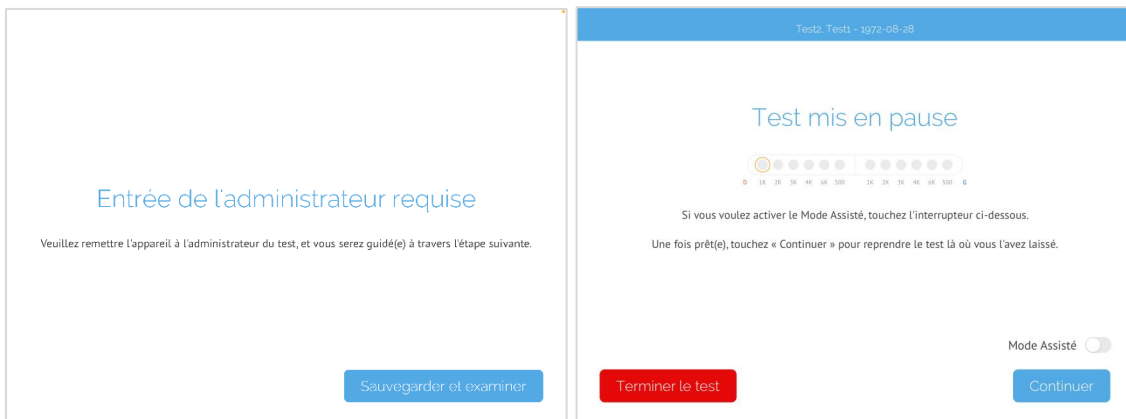 Entrée de l'administrateur requise
Veuillez remettre l'appareil à l'administrateur du test, et vous serez guidé(e) à travers l'étape suivante.
Sauvegarder et examiner
Test2, Test1 - 1972-08-28
Test mis en pause
D 1K 2K 3K 4K 6K 500 1K 2K 3K 4K 6K 500 G
Si vous voulez activer le Mode Assisté, touchez l'interrupteur ci-dessous.
Une fois prêt(e), touchez « Continuer » pour reprendre le test là où vous l'avez laissé.
Mode Assisté
Terminer le test
Continuer